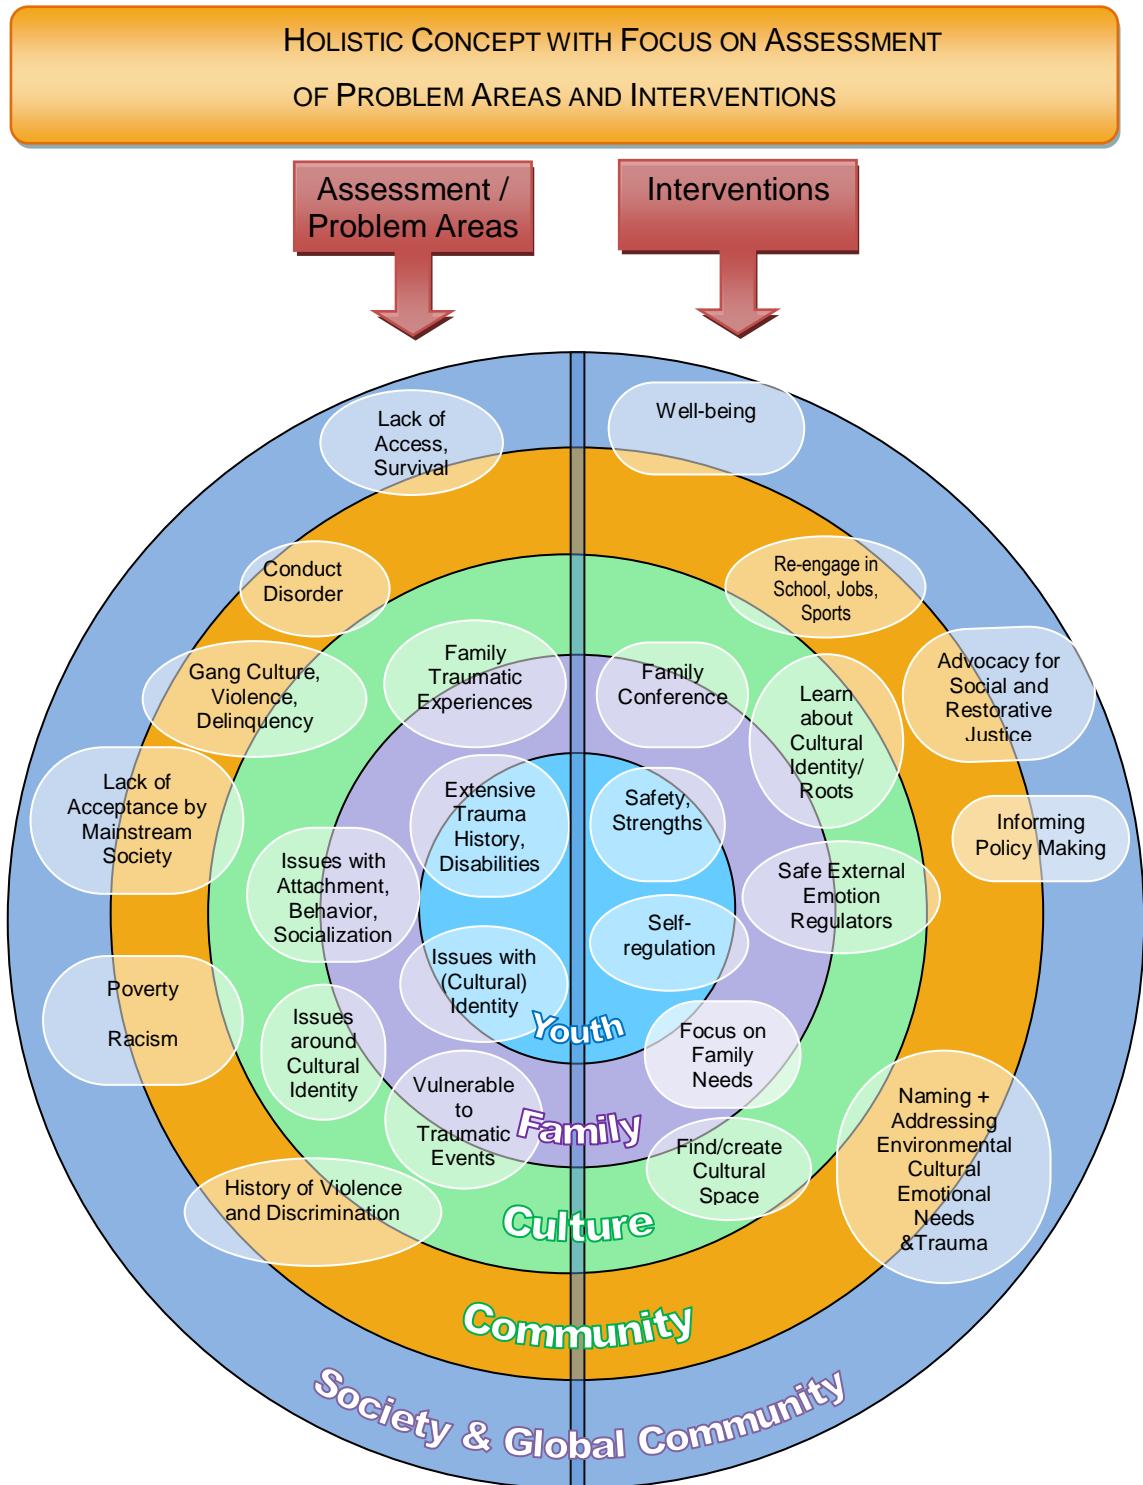 HOLISTIC CONCEPT WITH FOCUS ON ASSESSMENT
OF PROBLEM AREAS AND INTERVENTIONS
Assessment /
Problem Areas
Interventions
Lack of
Access,
Survival
Well-being
Conduct
Disorder
Re-engage in
School, Jobs,
Sports
Gang Culture,
Violence,
Delinquency
Family
Traumatic
Experiences
Family
Conference
Learn
about
Cultural
Identity/
Roots
Advocacy for
Social and
Restorative
Justice
Lack of
Acceptance by
Mainstream
Society
Extensive
Trauma
History,
Disabilities
Safety,
Strengths
Informing
Policy Making
Issues with
Attachment,
Behavior,
Socialization
Safe External
Emotion
Regulators
Issues with
(Cultural)
Identity
Self-
regulation
Poverty
Racism
Issues
around
Cultural
Identity
Youth
Focus on
Family
Needs
Vulnerable
to
Traumatic
Events
Family
Naming +
Addressing
Environmental
Cultural
Emotional
Needs
&Trauma
Find/create
Cultural
Space
History of Violence
and Discrimination
Culture
Community
Society & Global Community